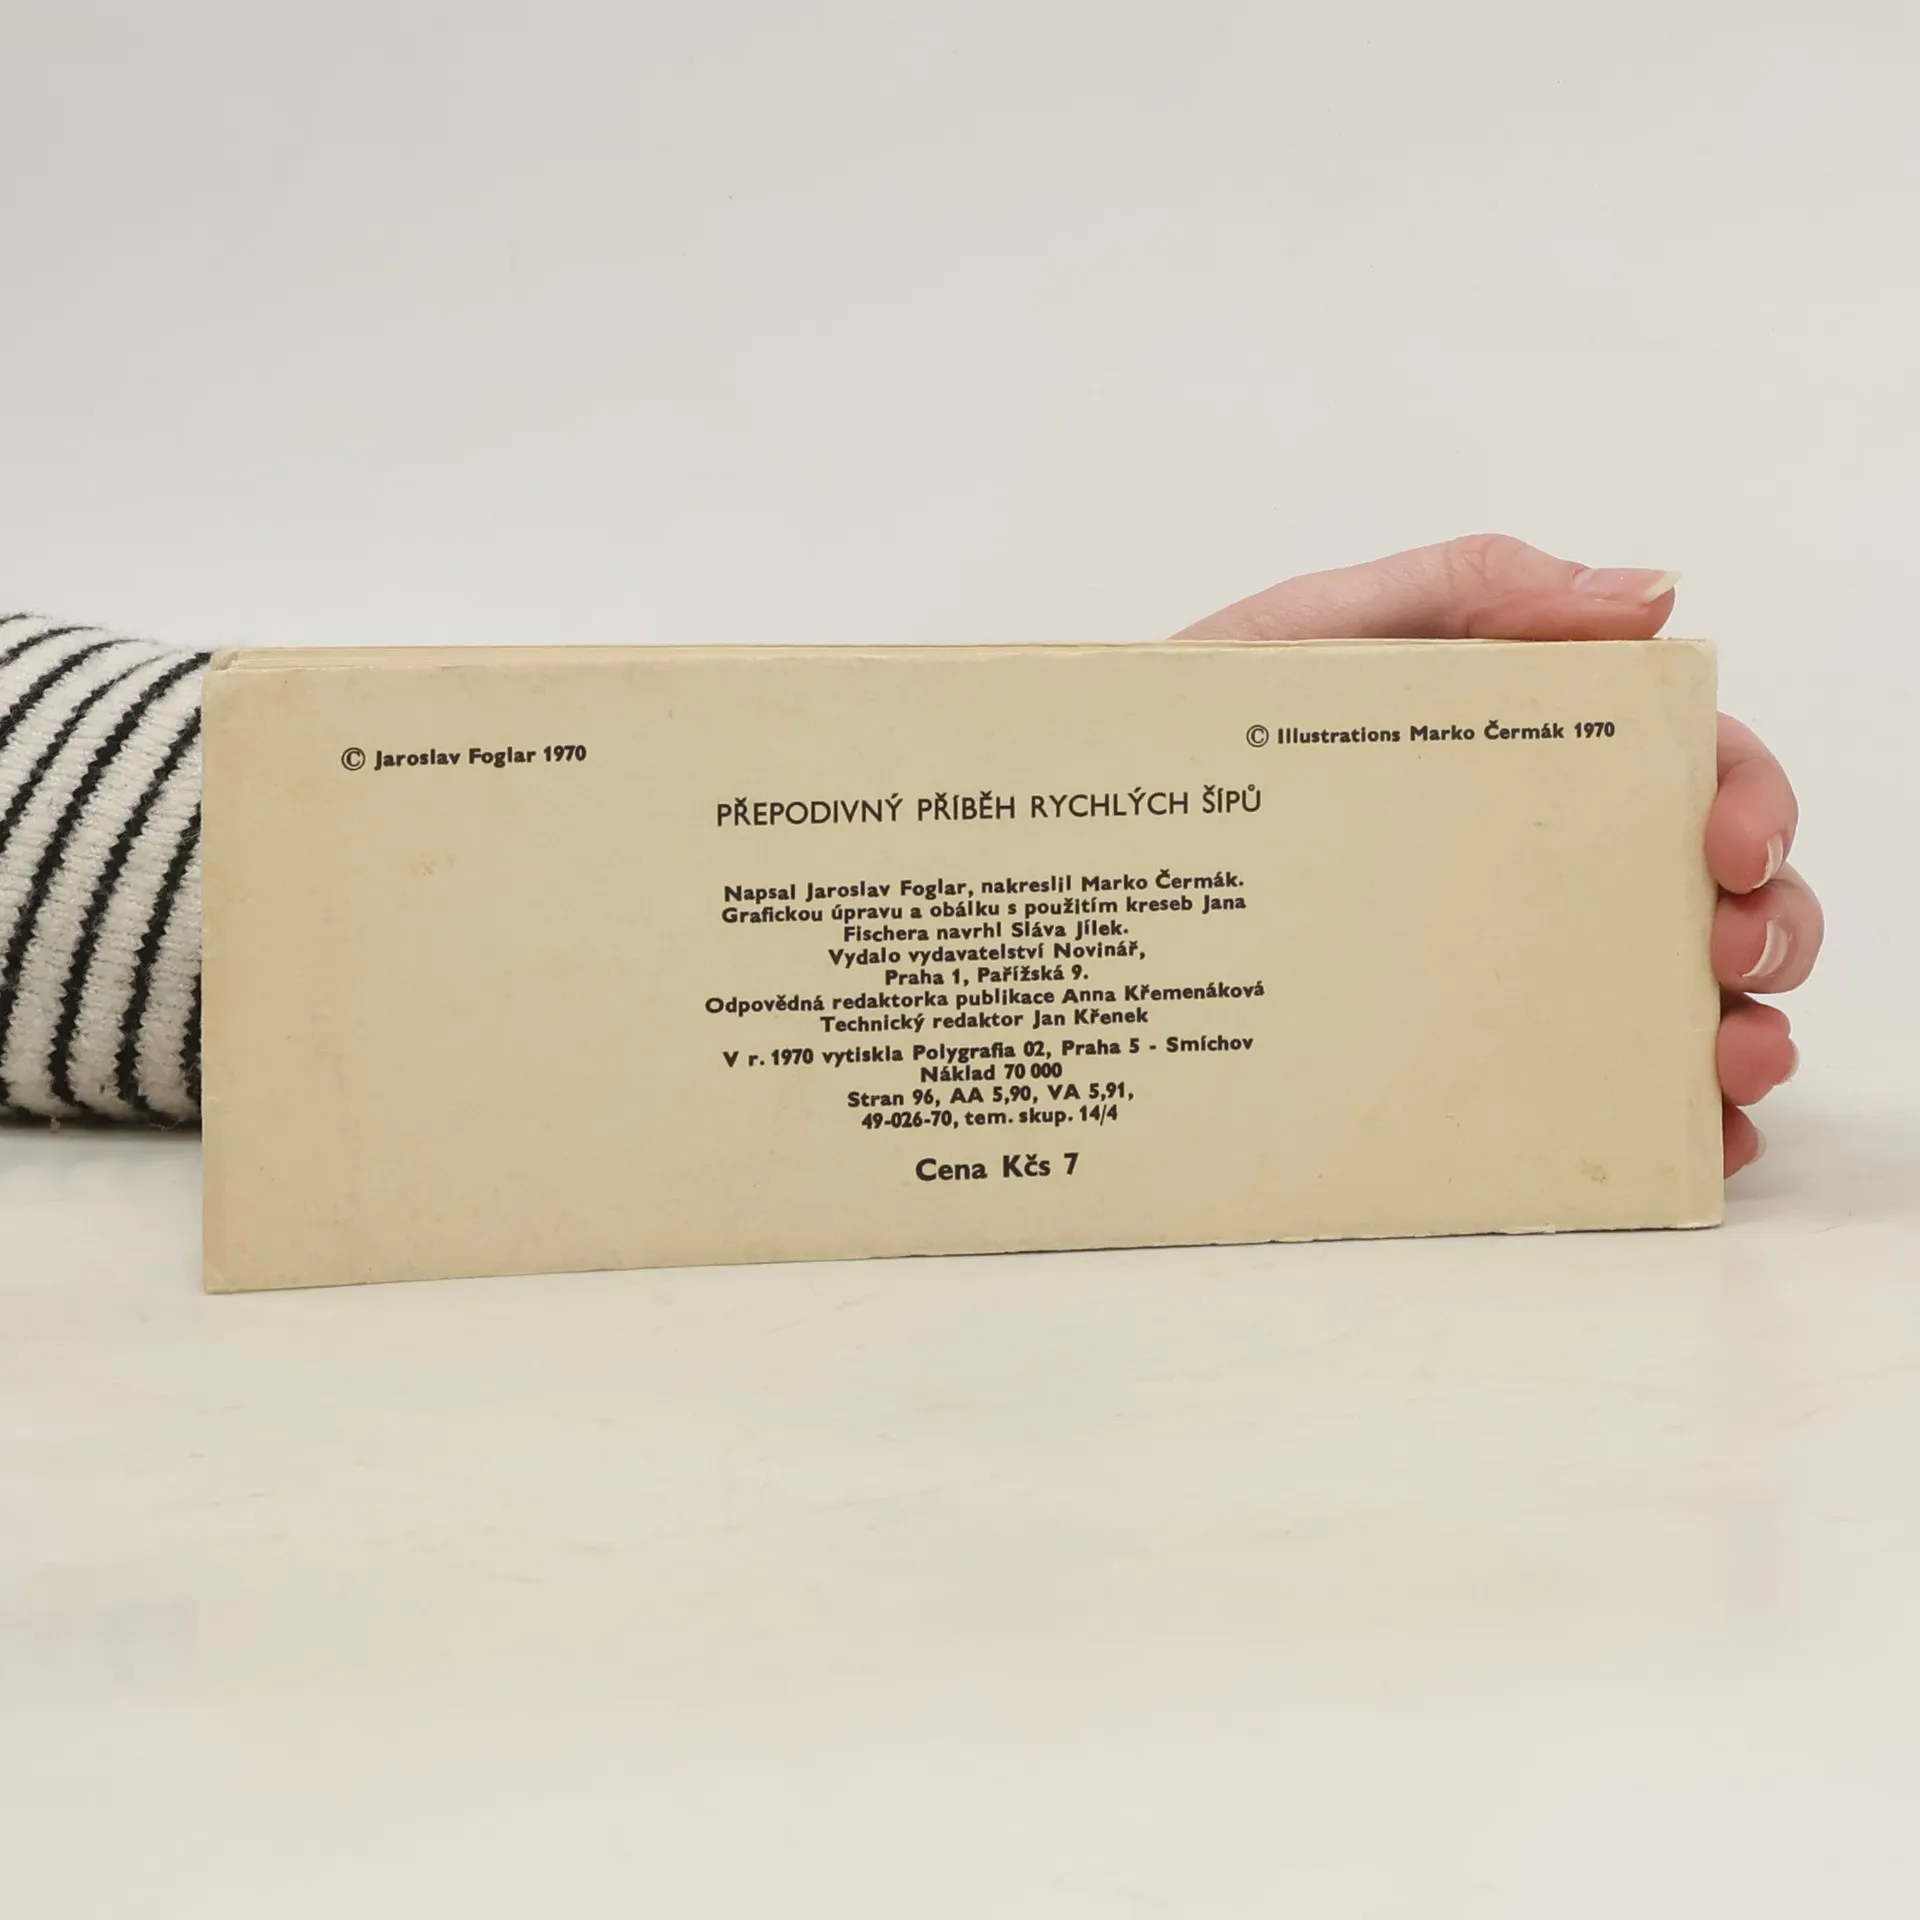 © Jaroslav Foglar 1970
© Illustrations Marko Čermák 1970
PŘEPODIVNÝ PŘÍBĚH RYCHLÝCH ŠÍPŮ
Napsal Jaroslav Foglar, nakreslil Marko Čermák.
Grafickou úpravu a obálku s použitím kreseb Jana
Fischera navrhl Sláva Jílek.
Vydalo vydavatelství Novinář,
Praha 1, Pařížská 9.
Odpovědná redaktorka publikace Anna Křemenáková
Technický redaktor Jan Křenek
V r. 1970 vytiskla Polygrafia 02, Praha 5 - Smíchov
Náklad 70 000
Stran 96, AA 5,90, VA 5,91,
49-026-70, tem. skup. 14/4
Cena Kčs 7